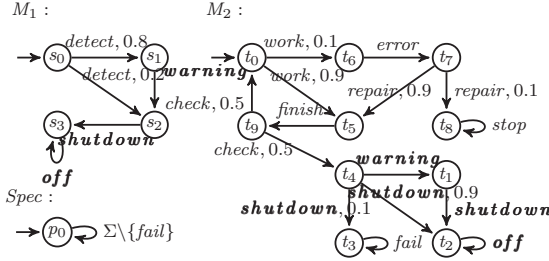 M₁ : M₂ :
detect, 0.8 work, 0.1 error
s₀ s₁ t₀ t₆ t₇
detect, 0.2 warning work, 0.9
check, 0.5 repair, 0.9 repair, 0.1
finish
s₃ s₂ t₉ t₅ t₈ stop
shutdown
check, 0.5 warning
off t₄ t₁
Spec : shutdown, 0.9
shutdown, 0.1 shutdown
p₀ Σ\{fail} t₃ fail t₂ off